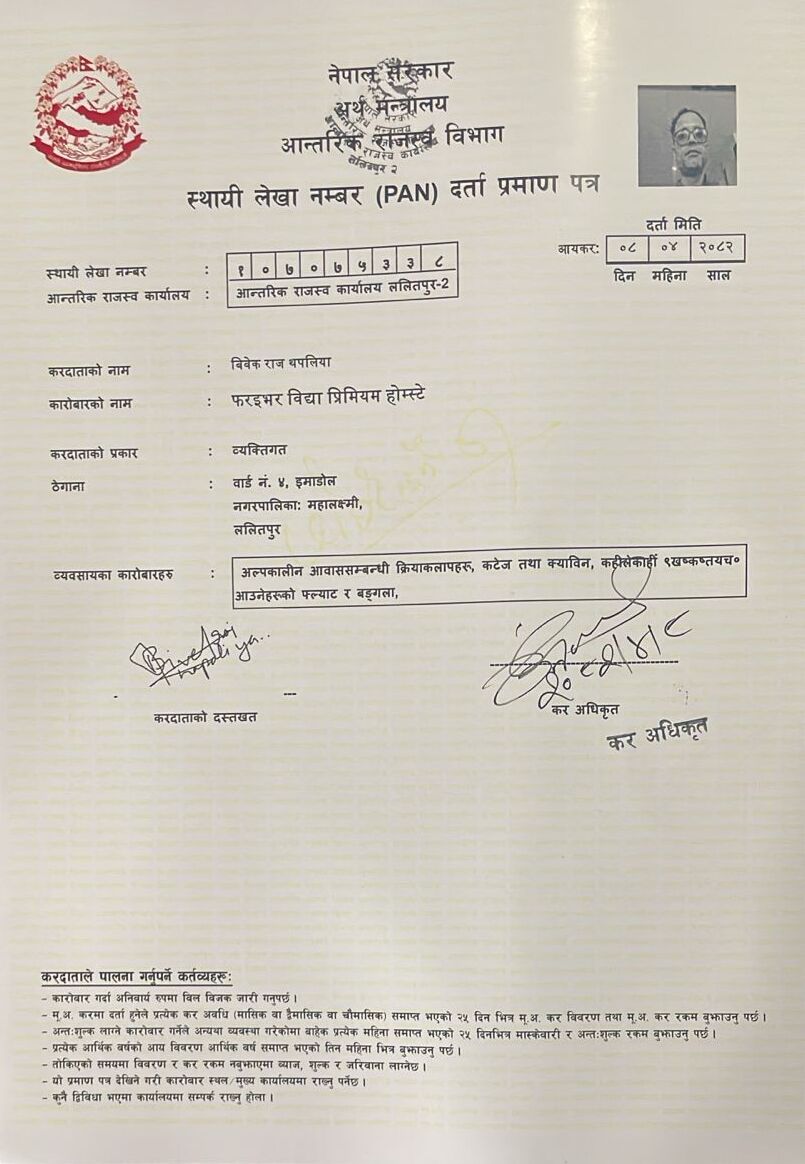 नेपाल सरकार
अर्थ मन्त्रालय
आन्तरिक राजस्व विभाग
स्थायी लेखा नम्बर (PAN) दर्ता प्रमाण पत्र
दर्ता मिति
आयकर: ०८ ०४ २०८२
दिन महिना साल
स्थायी लेखा नम्बर : १ ० ७ ० ७ ५ ३ ३ ८
आन्तरिक राजस्व कार्यालय : आन्तरिक राजस्व कार्यालय ललितपुर-2
करदाताको नाम : बिबेक राज थपलिया
कारोबारको नाम : फरइभर विद्या प्रिमियम होम्स्टे
करदाताको प्रकार : व्यक्तिगत
ठेगाना : वार्ड नं. ४, इमाडोल
नगरपालिका: महालक्ष्मी,
ललितपुर
व्यवसायका कारोबारहरु : अल्पकालीन आवाससम्बन्धी क्रियाकलापहरु, कटेज तथा क्याविन, कहीलेकाहीं ९खष्कष्तयच०
आउनेहरुको फ्ल्याट र बङ्गला,
२०८२/४/८
करदाताको दस्तखत
कर अधिकृत
कर अधिकृत
करदाताले पालना गर्नुपर्ने कर्तव्यहरु:
- कारोबार गर्दा अनिवार्य रुपमा बिल विजक जारी गनुपर्छ ।
- मू.अ. करमा दर्ता हुनेले प्रत्येक कर अवधि (मासिक वा द्वैमासिक वा चौमासिक) समाप्त भएको २५ दिन भित्र मू.अ. कर विवरण तथा मू.अ. कर रकम बुझाउनु पर्छ ।
- अन्तःशुल्क लाग्ने कारोबार गर्नेले अन्यथा व्यवस्था गरेकोमा बाहेक प्रत्येक महिना समाप्त भएको २५ दिनभित्र मास्केवारी र अन्तःशुल्क रकम बुझाउनु पर्छ ।
- प्रत्येक आर्थिक वर्षको आय विवरण आर्थिक वर्ष समाप्त भएको तिन महिना भित्र बुझाउनु पर्छ ।
- तोकिएको समयमा विवरण र कर रकम नबुझाएमा ब्याज, शुल्क र जरिवाना लाग्नेछ ।
- यो प्रमाण पत्र देखिने गरी कारोबार स्थल/मुख्य कार्यालयमा राख्नु पर्नेछ ।
- कुनै द्विविधा भएमा कार्यालयमा सम्पर्क राख्नु होला ।